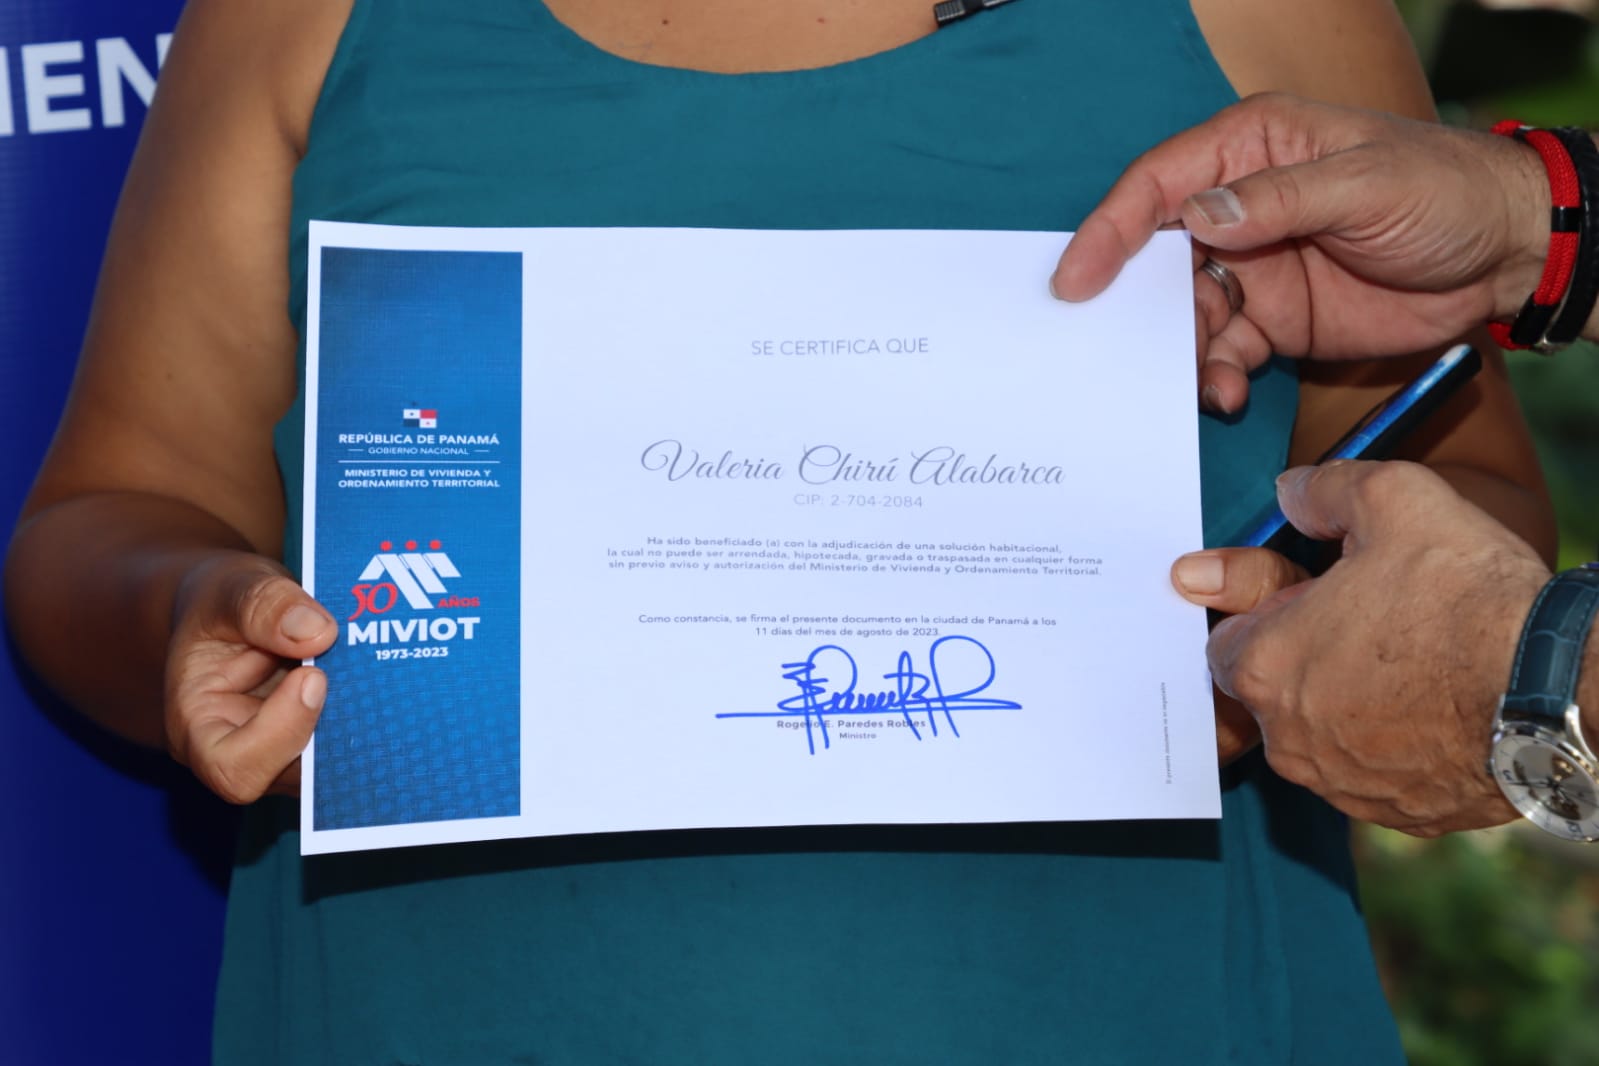 IEN
REPÚBLICA DE PANAMÁ
GOBIERNO NACIONAL
MINISTERIO DE VIVIENDA Y
ORDENAMIENTO TERRITORIAL
50 AÑOS
MIVIOT
1973-2023
SE CERTIFICA QUE
Valeria Chirú Alabarca
CIP: 2-704-2084
Ha sido beneficiado (a) con la adjudicación de una solución habitacional,
la cual no puede ser arrendada, hipotecada, gravada o traspasada en cualquier forma
sin previo aviso y autorización del Ministerio de Vivienda y Ordenamiento Territorial.
Como constancia, se firma el presente documento en la ciudad de Panamá a los
11 días del mes de agosto de 2023.
Rogelio E. Paredes Robles
Ministro